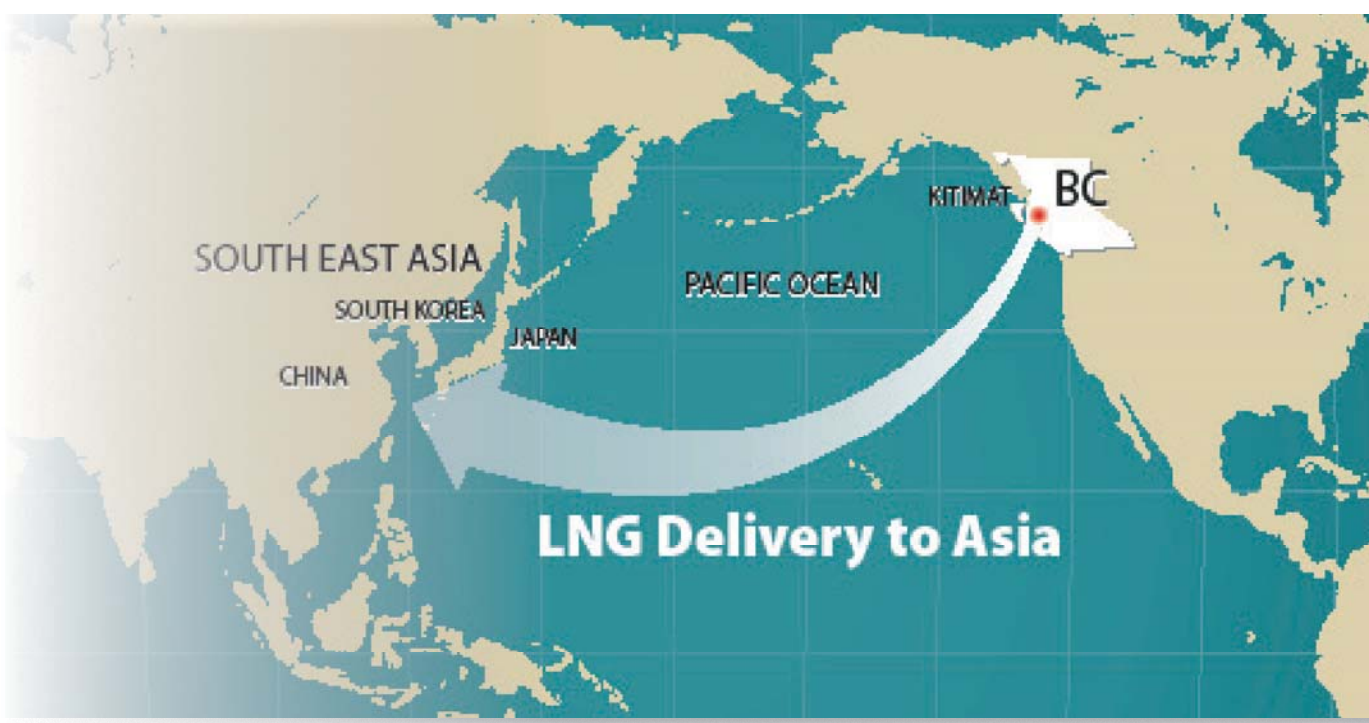 BC
KITIMAT
SOUTH EAST ASIA
PACIFIC OCEAN
SOUTH KOREA
JAPAN
CHINA
LNG Delivery to Asia